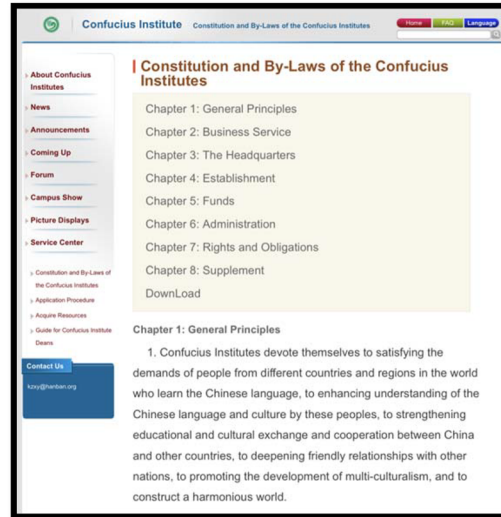 Confucius Institute Constitution and By-Laws of the Confucius Institutes
Home FAQ Language
About Confucius
Institutes
News
Announcements
Coming Up
Forum
Campus Show
Picture Displays
Service Center
Constitution and By-Laws of
the Confucius Institutes
Application Procedure
Acquire Resources
Guide for Confucius Institute
Deans
Contact Us
kzxy@hanban.org
Constitution and By-Laws of the Confucius
Institutes
Chapter 1: General Principles
Chapter 2: Business Service
Chapter 3: The Headquarters
Chapter 4: Establishment
Chapter 5: Funds
Chapter 6: Administration
Chapter 7: Rights and Obligations
Chapter 8: Supplement
DownLoad
Chapter 1: General Principles
1. Confucius Institutes devote themselves to satisfying the
demands of people from different countries and regions in the world
who learn the Chinese language, to enhancing understanding of the
Chinese language and culture by these peoples, to strengthening
educational and cultural exchange and cooperation between China
and other countries, to deepening friendly relationships with other
nations, to promoting the development of multi-culturalism, and to
construct a harmonious world.